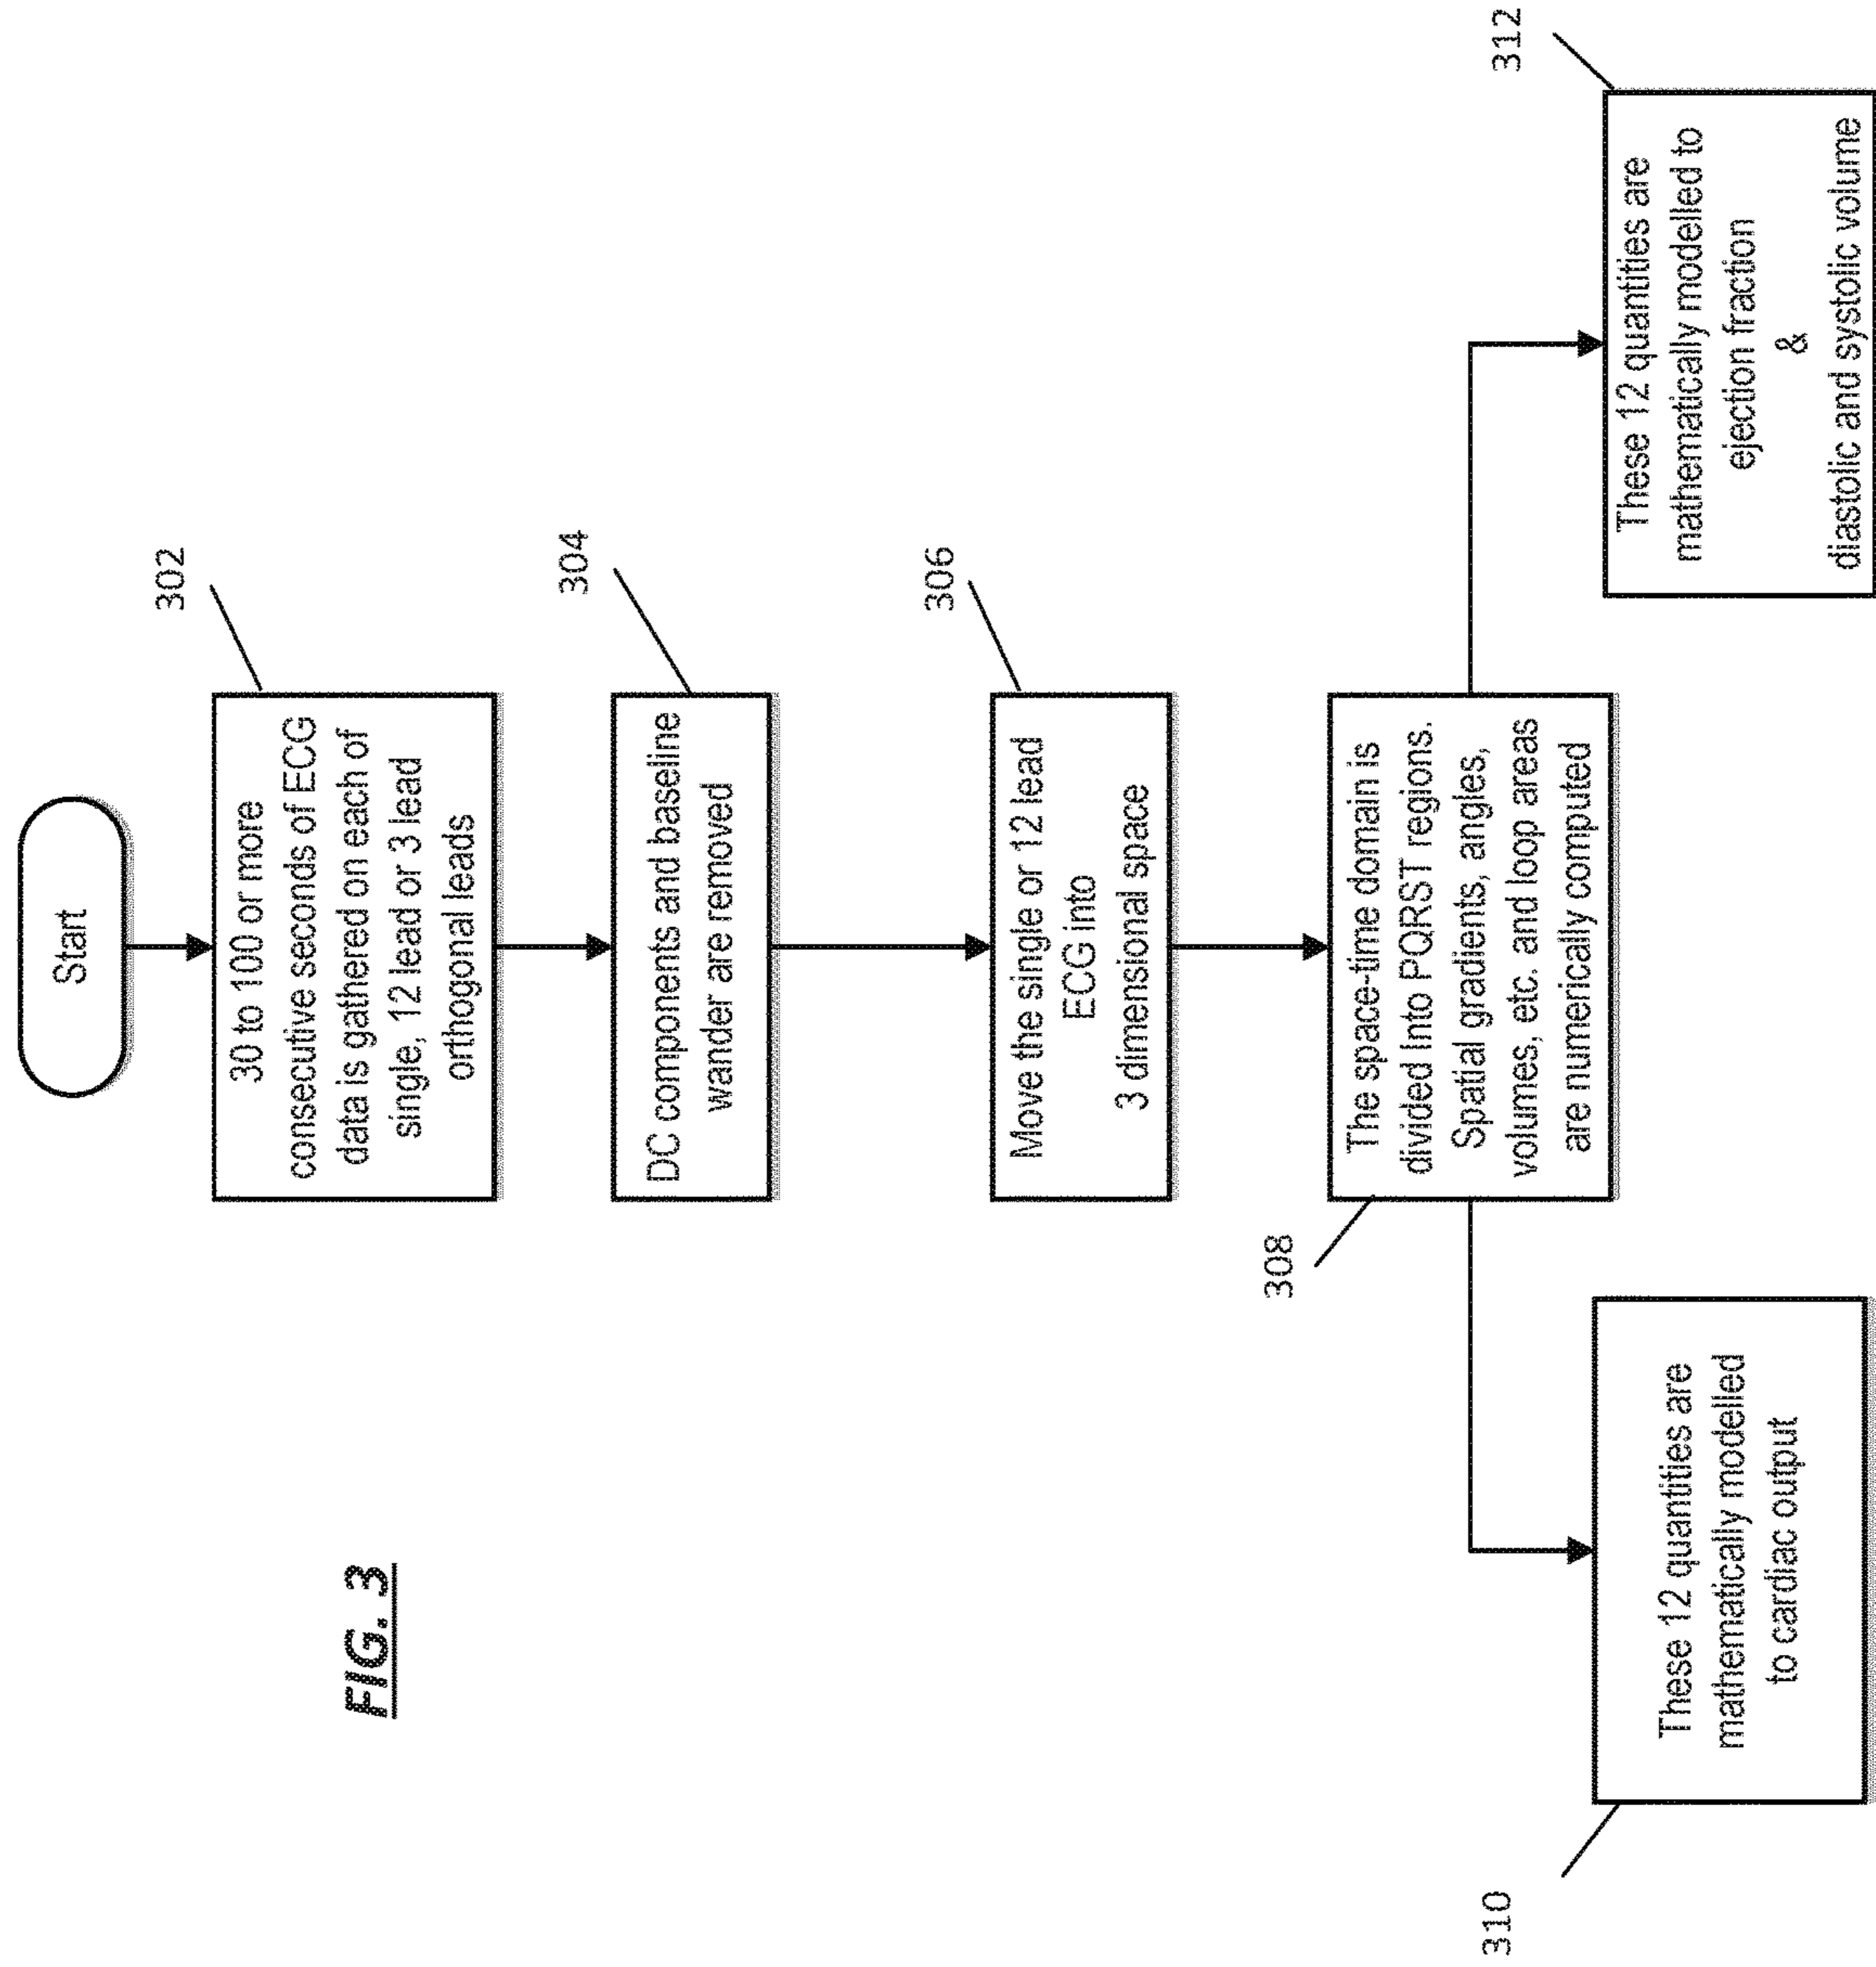 Start
302
30 to 100 or more
consecutive seconds of ECG
data is gathered on each of
single, 12 lead or 3 lead
orthogonal leads
304
DC components and baseline
wander are removed
306
Move the single or 12 lead
ECG into
3 dimensional space
308
The space-time domain is
divided Into PQRST regions.
Spatial gradients, angles,
volumes, etc. and loop areas
are numerically computed
310
These 12 quantities are
mathematically modelled
to cardiac output
312
These 12 quantities are
mathematically modelled to
ejection fraction
&
diastolic and systolic volume
FIG. 3